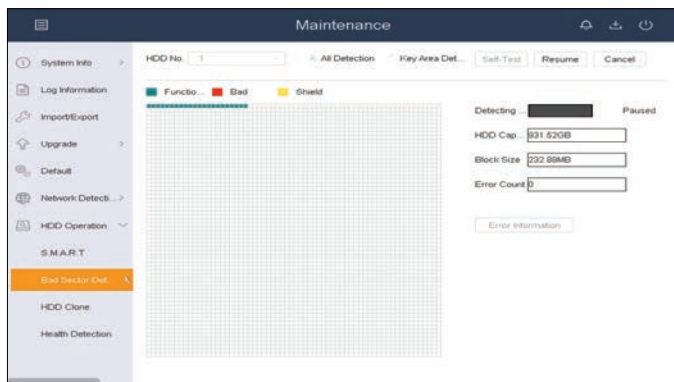 Maintenance
System Info >
Log Information
Import/Export
Upgrade >
Default
Network Detecti... >
HDD Operation
S.M.A.R.T
Bad Sector Det...
HDD Clone
Health Detection
HDD No. 1
All Detection
Key Area Det...
Self-Test
Resume
Cancel
Functio... Bad Shield
Detecting ... Paused
HDD Cap... 931.52GB
Block Size 232.88MB
Error Count 0
Error information